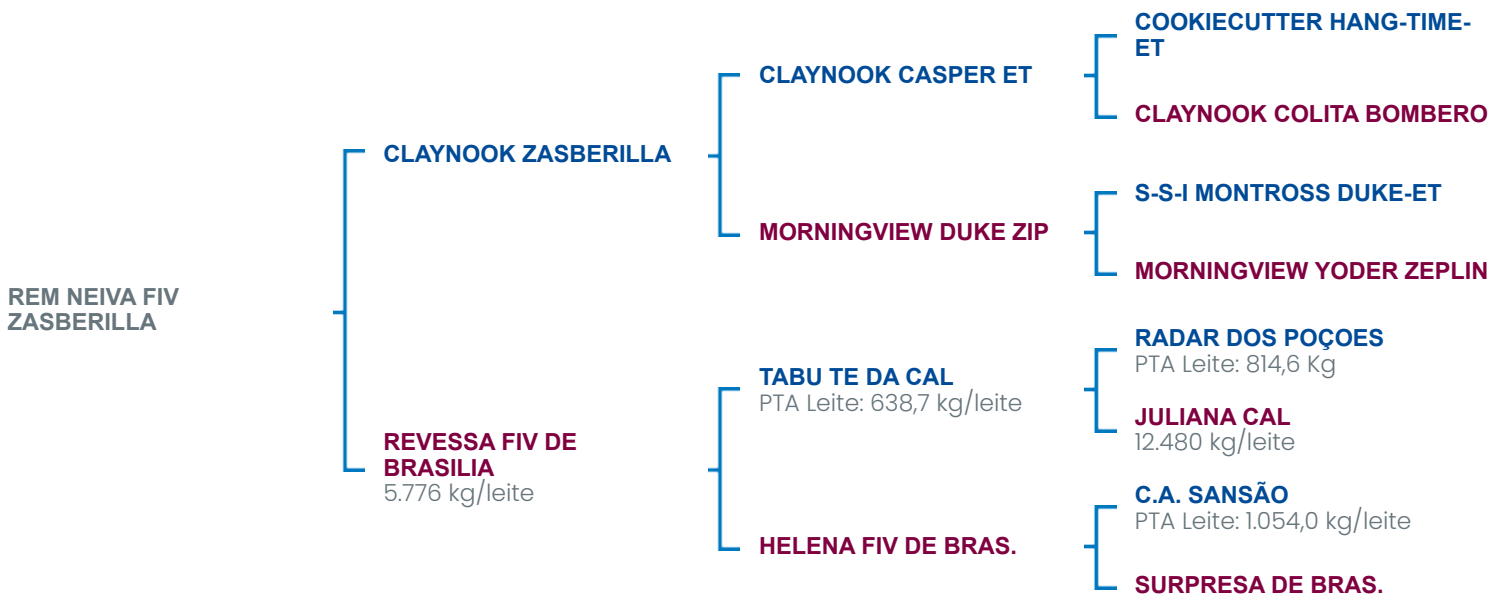 REM NEIVA FIV
ZASBERILLA
CLAYNOOK ZASBERILLA
REVESSA FIV DE
BRASILIA
5.776 kg/leite
CLAYNOOK CASPER ET
MORNINGVIEW DUKE ZIP
TABU TE DA CAL
PTA Leite: 638,7 kg/leite
HELENA FIV DE BRAS.
COOKIECUTTER HANG-TIME-
ET
CLAYNOOK COLITA BOMBERO
S-S-I MONTROSS DUKE-ET
MORNINGVIEW YODER ZEPLIN
RADAR DOS POÇOES
PTA Leite: 814,6 Kg
JULIANA CAL
12.480 kg/leite
C.A. SANSÃO
PTA Leite: 1.054,0 kg/leite
SURPRESA DE BRAS.